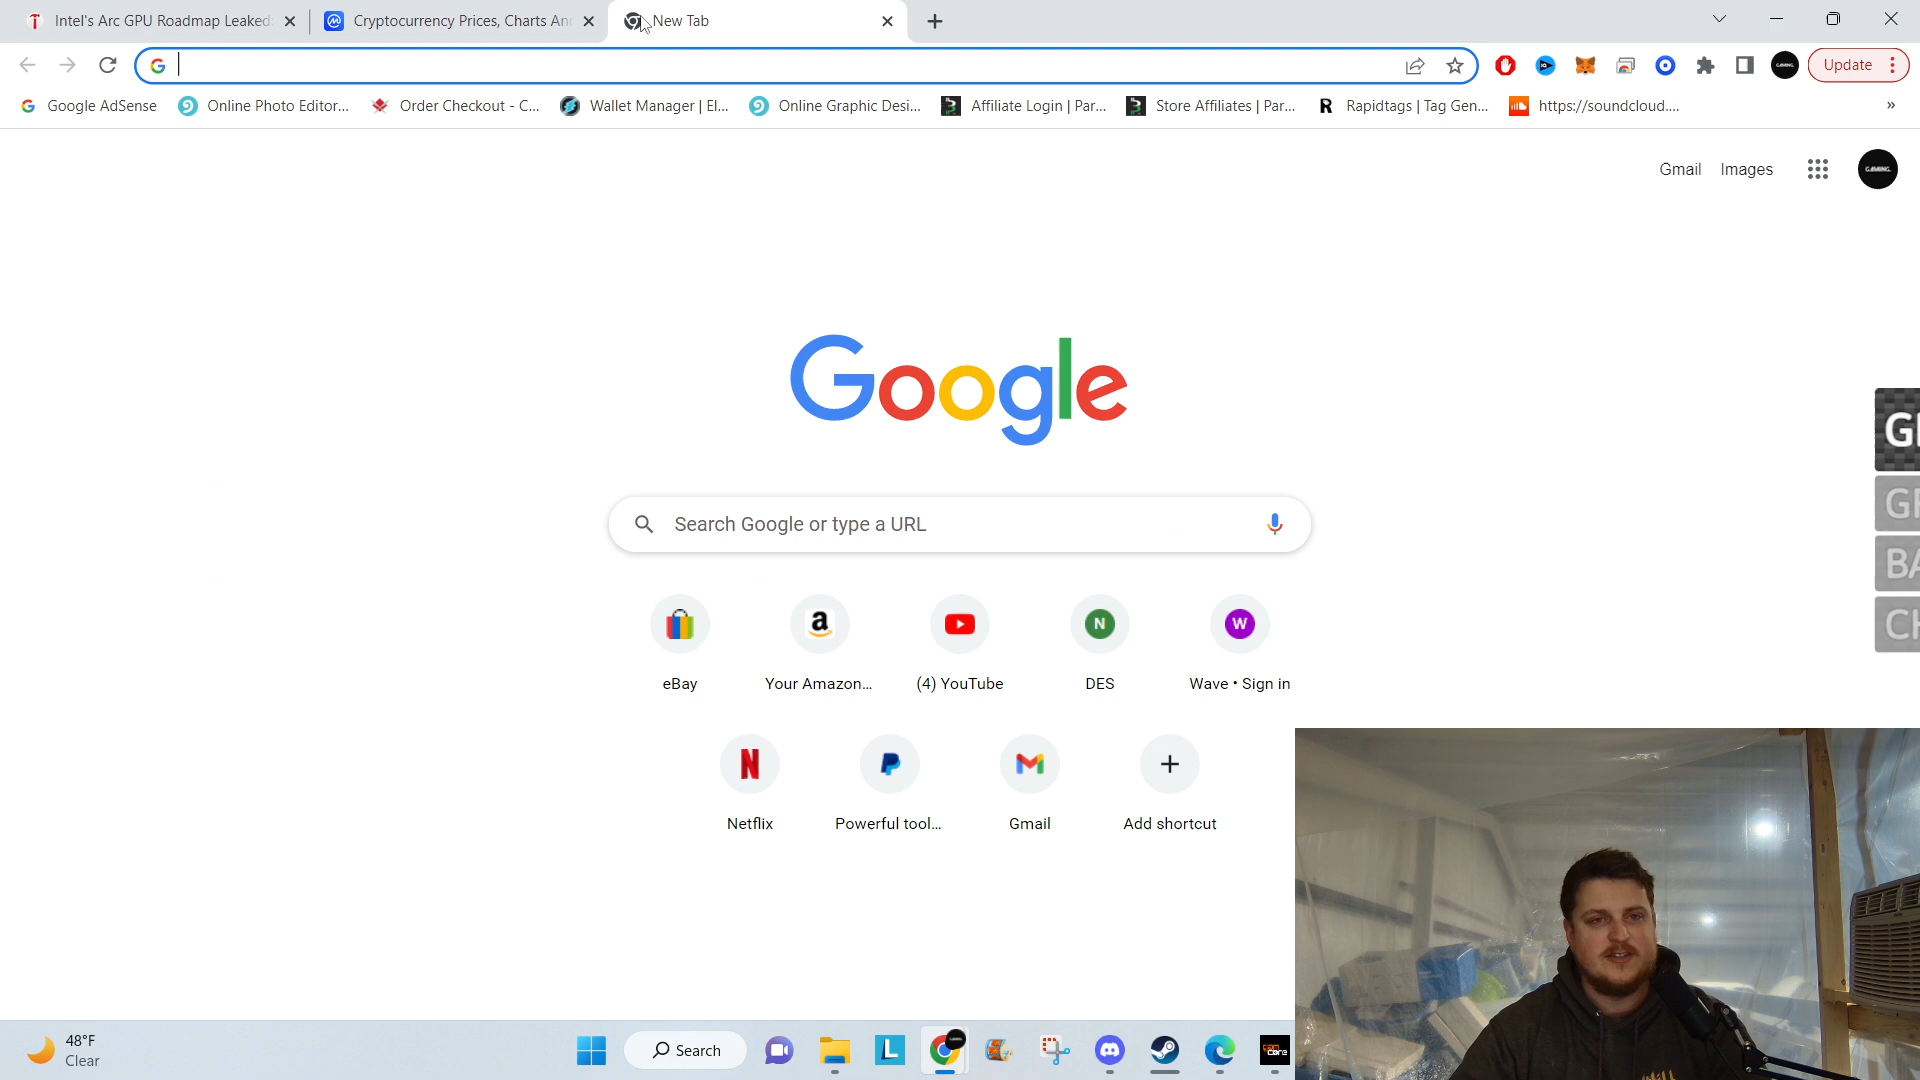 Intel's Arc GPU Roadmap Leaked:
Cryptocurrency Prices, Charts An
New Tab
Update
Google AdSense
Online Photo Editor...
Order Checkout - C...
Wallet Manager | El...
Online Graphic Desi...
Affiliate Login | Par...
Store Affiliates | Par...
Rapidtags | Tag Gen...
https://soundcloud....
»
Gmail
Images
GAMING.
Google
Search Google or type a URL
eBay
Your Amazon...
(4) YouTube
DES
Wave • Sign in
Netflix
Powerful tool...
Gmail
Add shortcut
BA
CH
48°F
Clear
Search